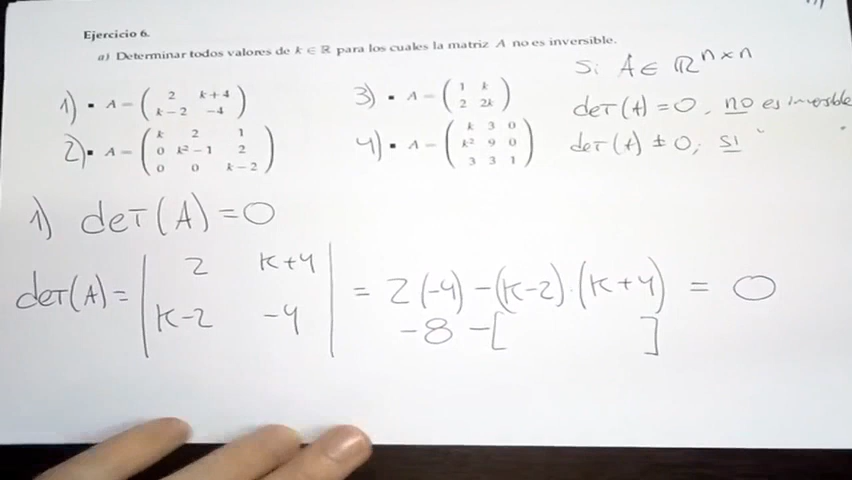 Ejercicio 6.
a) Determinar todos valores de k ∈ ℝ para los cuales la matriz A no es inversible.
Si A ∈ ℝ^n×n
det(A) = 0, no es inversible
det(A) ± 0; si "
1) ▪ A = ( 2 k+4
k−2 −4 )
2) ▪ A = ( k 2 1
0 k²−1 2
0 0 k−2 )
3) ▪ A = ( 1 k
2 2k )
4) ▪ A = ( k 3 0
k² 9 0
3 3 1 )
1) det(A) = 0
det(A) = | 2 k+4
k-2 -4 | = 2(-4) - (k-2).(k+4) = 0
-8 - [ ]